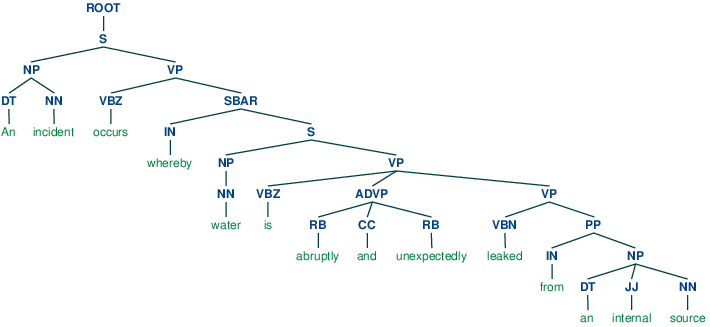 ROOT
S
NP VP
DT NN VBZ SBAR
An incident occurs IN S
whereby NP VP
NN VBZ ADVP VP
water is RB CC RB VBN PP
abruptly and unexpectedly leaked IN NP
from DT JJ NN
an internal source